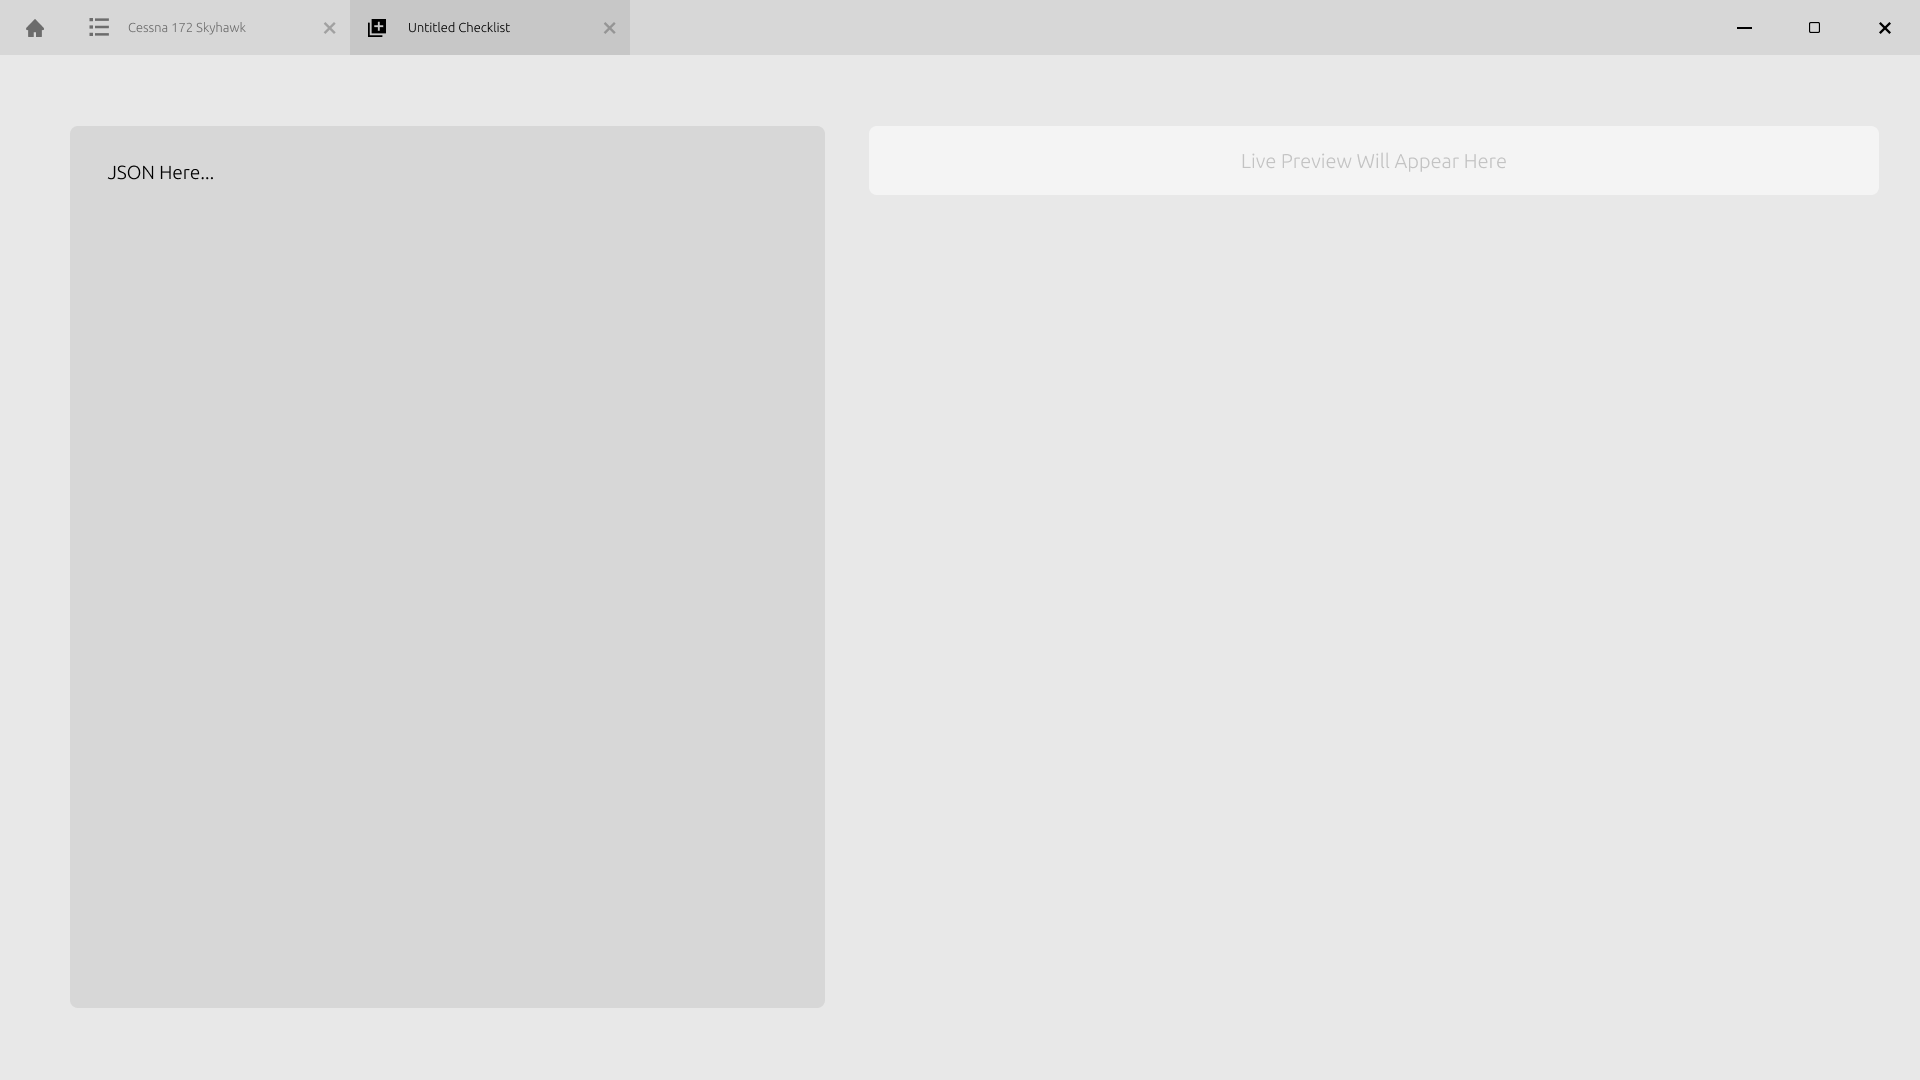 Cessna 172 Skyhawk
Untitled Checklist
JSON Here...
Live Preview Will Appear Here